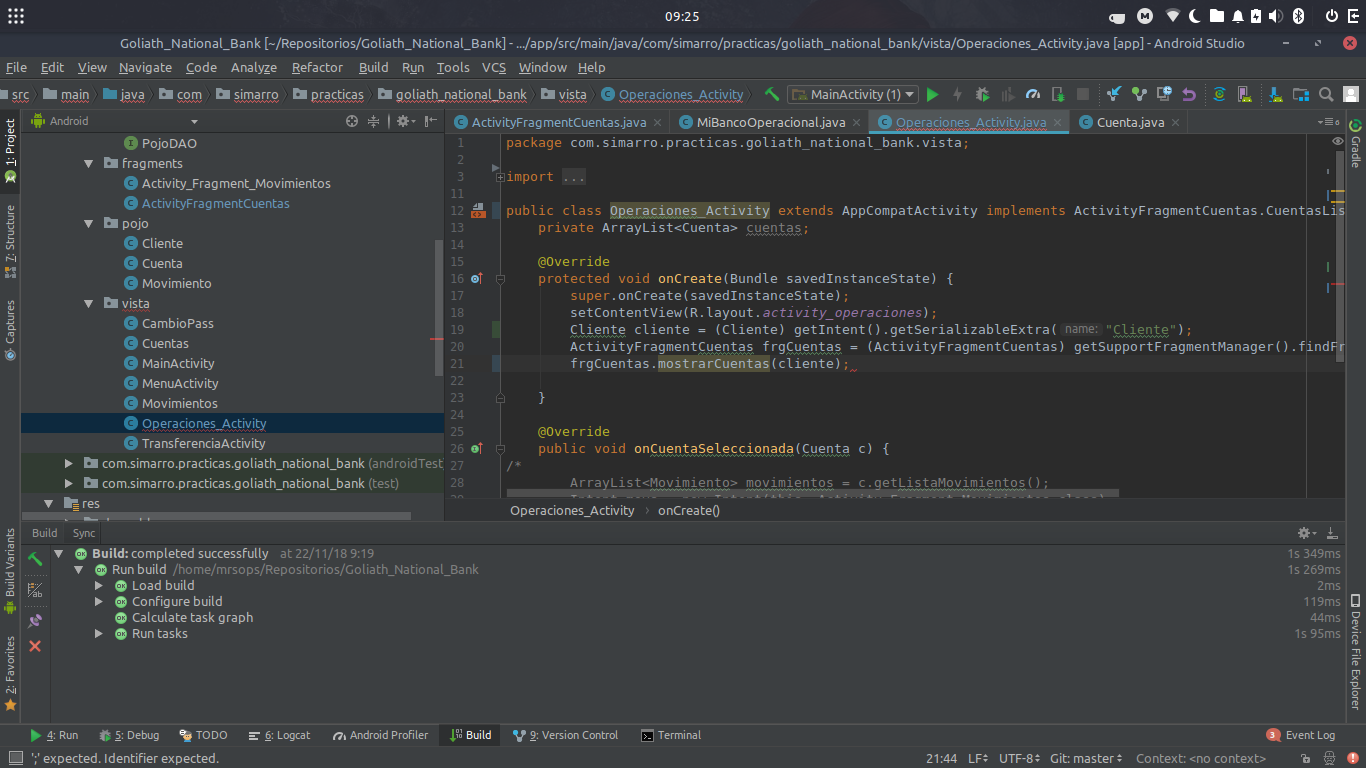 09:25
Goliath_National_Bank [~/Repositorios/Goliath_National_Bank] - .../app/src/main/java/com/simarro/practicas/goliath_national_bank/vista/Operaciones_Activity.java [app] - Android Studio
File Edit View Navigate Code Analyze Refactor Build Run Tools VCS Window Help
src main java com simarro practicas goliath_national_bank vista Operaciones_Activity MainActivity (1)
Android
ActivityFragmentCuentas.java MiBancoOperacional.java Operaciones_Activity.java Cuenta.java
1: Project
7: Structure
Captures
Build Variants
2: Favorites
PojoDAO
fragments
Activity_Fragment_Movimientos
ActivityFragmentCuentas
pojo
Cliente
Cuenta
Movimiento
vista
CambioPass
Cuentas
MainActivity
MenuActivity
Movimientos
Operaciones_Activity
TransferenciaActivity
com.simarro.practicas.goliath_national_bank (androidTest
com.simarro.practicas.goliath_national_bank (test)
res
1 package com.simarro.practicas.goliath_national_bank.vista;
2
3 import ...
11
12 public class Operaciones_Activity extends AppCompatActivity implements ActivityFragmentCuentas.CuentasLis
13 private ArrayList<Cuenta> cuentas;
14
15 @Override
16 protected void onCreate(Bundle savedInstanceState) {
17 super.onCreate(savedInstanceState);
18 setContentView(R.layout.activity_operaciones);
19 Cliente cliente = (Cliente) getIntent().getSerializableExtra( name: "Cliente");
20 ActivityFragmentCuentas frgCuentas = (ActivityFragmentCuentas) getSupportFragmentManager().findFr
21 frgCuentas.mostrarCuentas(cliente);
22
23 }
24
25 @Override
26 public void onCuentaSeleccionada(Cuenta c) {
27 /*
28 ArrayList<Movimiento> movimientos = c.getListaMovimientos();
Operaciones_Activity › onCreate()
Gradle
Device File Explorer
Build Sync
Build: completed successfully at 22/11/18 9:19 1s 349ms
Run build /home/mrsops/Repositorios/Goliath_National_Bank 1s 269ms
Load build 2ms
Configure build 119ms
Calculate task graph 44ms
Run tasks 1s 95ms
4: Run 5: Debug TODO 6: Logcat Android Profiler Build 9: Version Control Terminal 3 Event Log
';' expected. Identifier expected. 21:44 LF UTF-8 Git: master Context: <no context>